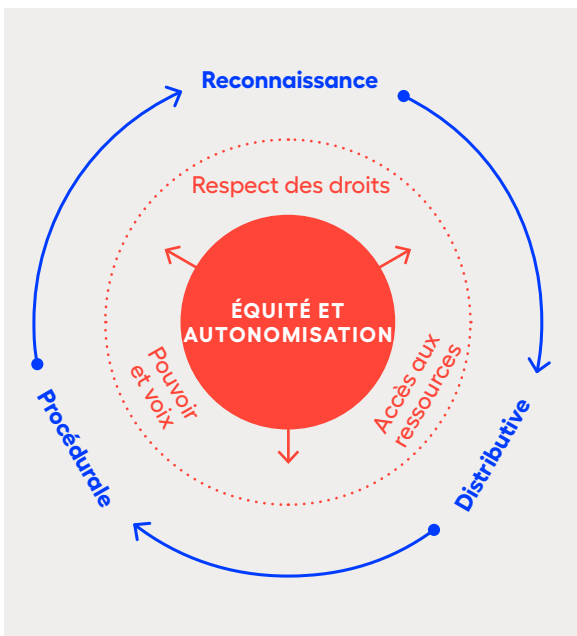 Reconnaissance
Respect des droits
ÉQUITÉ ET
AUTONOMISATION
Pouvoir
et voix
Accès aux
ressources
Procédurale
Distributive